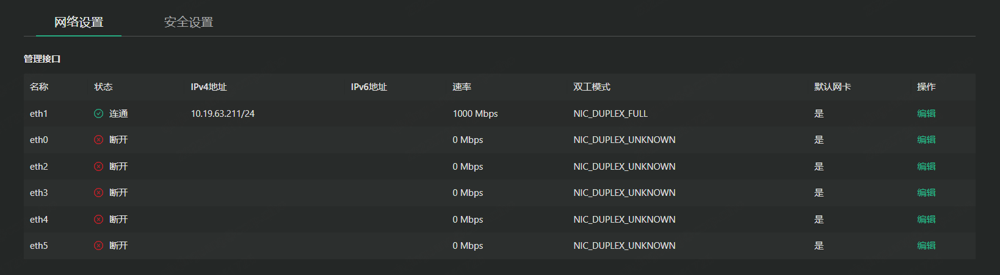 网络设置 安全设置
管理接口
名称 状态 IPv4地址 IPv6地址 速率 双工模式 默认网卡 操作
eth1 连通 10.19.63.211/24 1000 Mbps NIC_DUPLEX_FULL 是 编辑
eth0 断开 0 Mbps NIC_DUPLEX_UNKNOWN 是 编辑
eth2 断开 0 Mbps NIC_DUPLEX_UNKNOWN 是 编辑
eth3 断开 0 Mbps NIC_DUPLEX_UNKNOWN 是 编辑
eth4 断开 0 Mbps NIC_DUPLEX_UNKNOWN 是 编辑
eth5 断开 0 Mbps NIC_DUPLEX_UNKNOWN 是 编辑